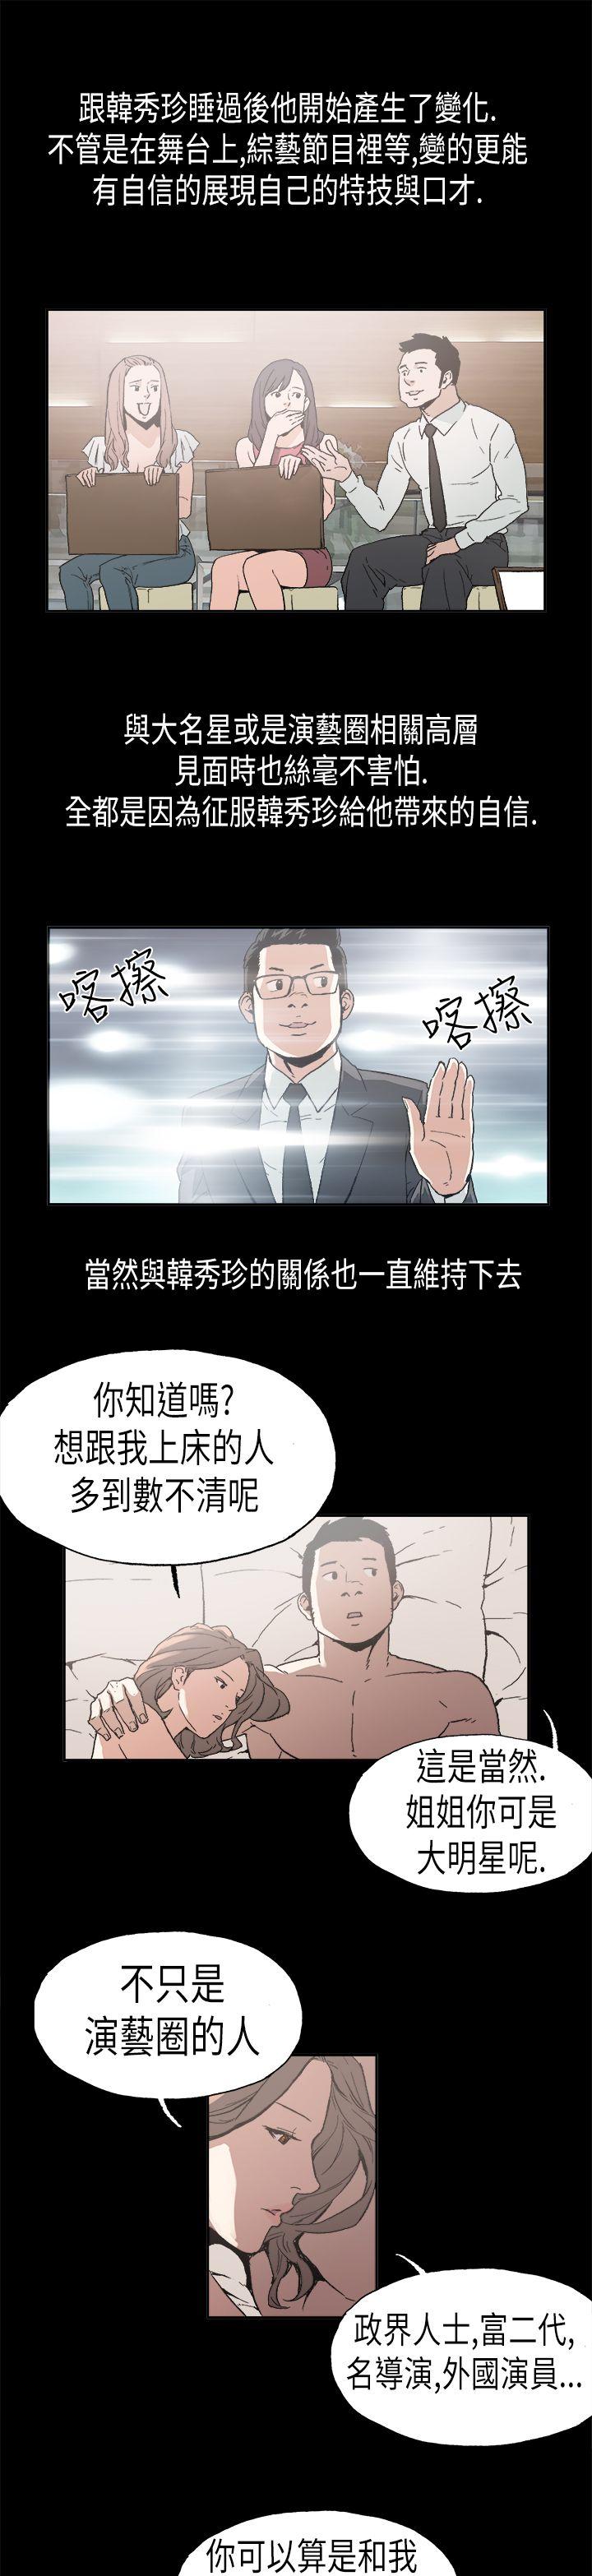 跟韓秀珍睡過後他開始產生了變化.
不管是在舞台上,綜藝節目裡等,變的更能
有自信的展現自己的特技與口才.
與大名星或是演藝圈相關高層
見面時也絲毫不害怕.
全都是因為征服韓秀珍給他帶來的自信.
喀擦
喀擦
當然與韓秀珍的關係也一直維持下去
你知道嗎?
想跟我上床的人
多到數不清呢
這是當然.
姐姐你可是
大明星呢.
不只是
演藝圈的人
政界人士,富二代,
名導演,外國演員...
你可以算是和我